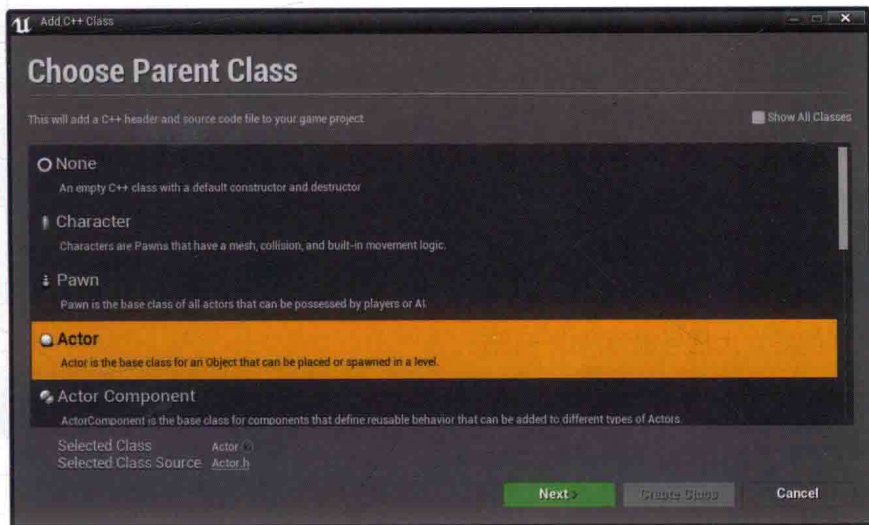 Add C++ Class
Choose Parent Class
This will add a C++ header and source code file to your game project
Show All Classes
None
An empty C++ class with a default constructor and destructor
Character
Characters are Pawns that have a mesh, collision, and built-in movement logic.
Pawn
Pawn is the base class of all actors that can be possessed by players or AI.
Actor
Actor is the base class for an Object that can be placed or spawned in a level.
Actor Component
ActorComponent is the base class for components that define reusable behavior that can be added to different types of Actors.
Selected Class Actor
Selected Class Source Actor.h
Next > Create Class Cancel